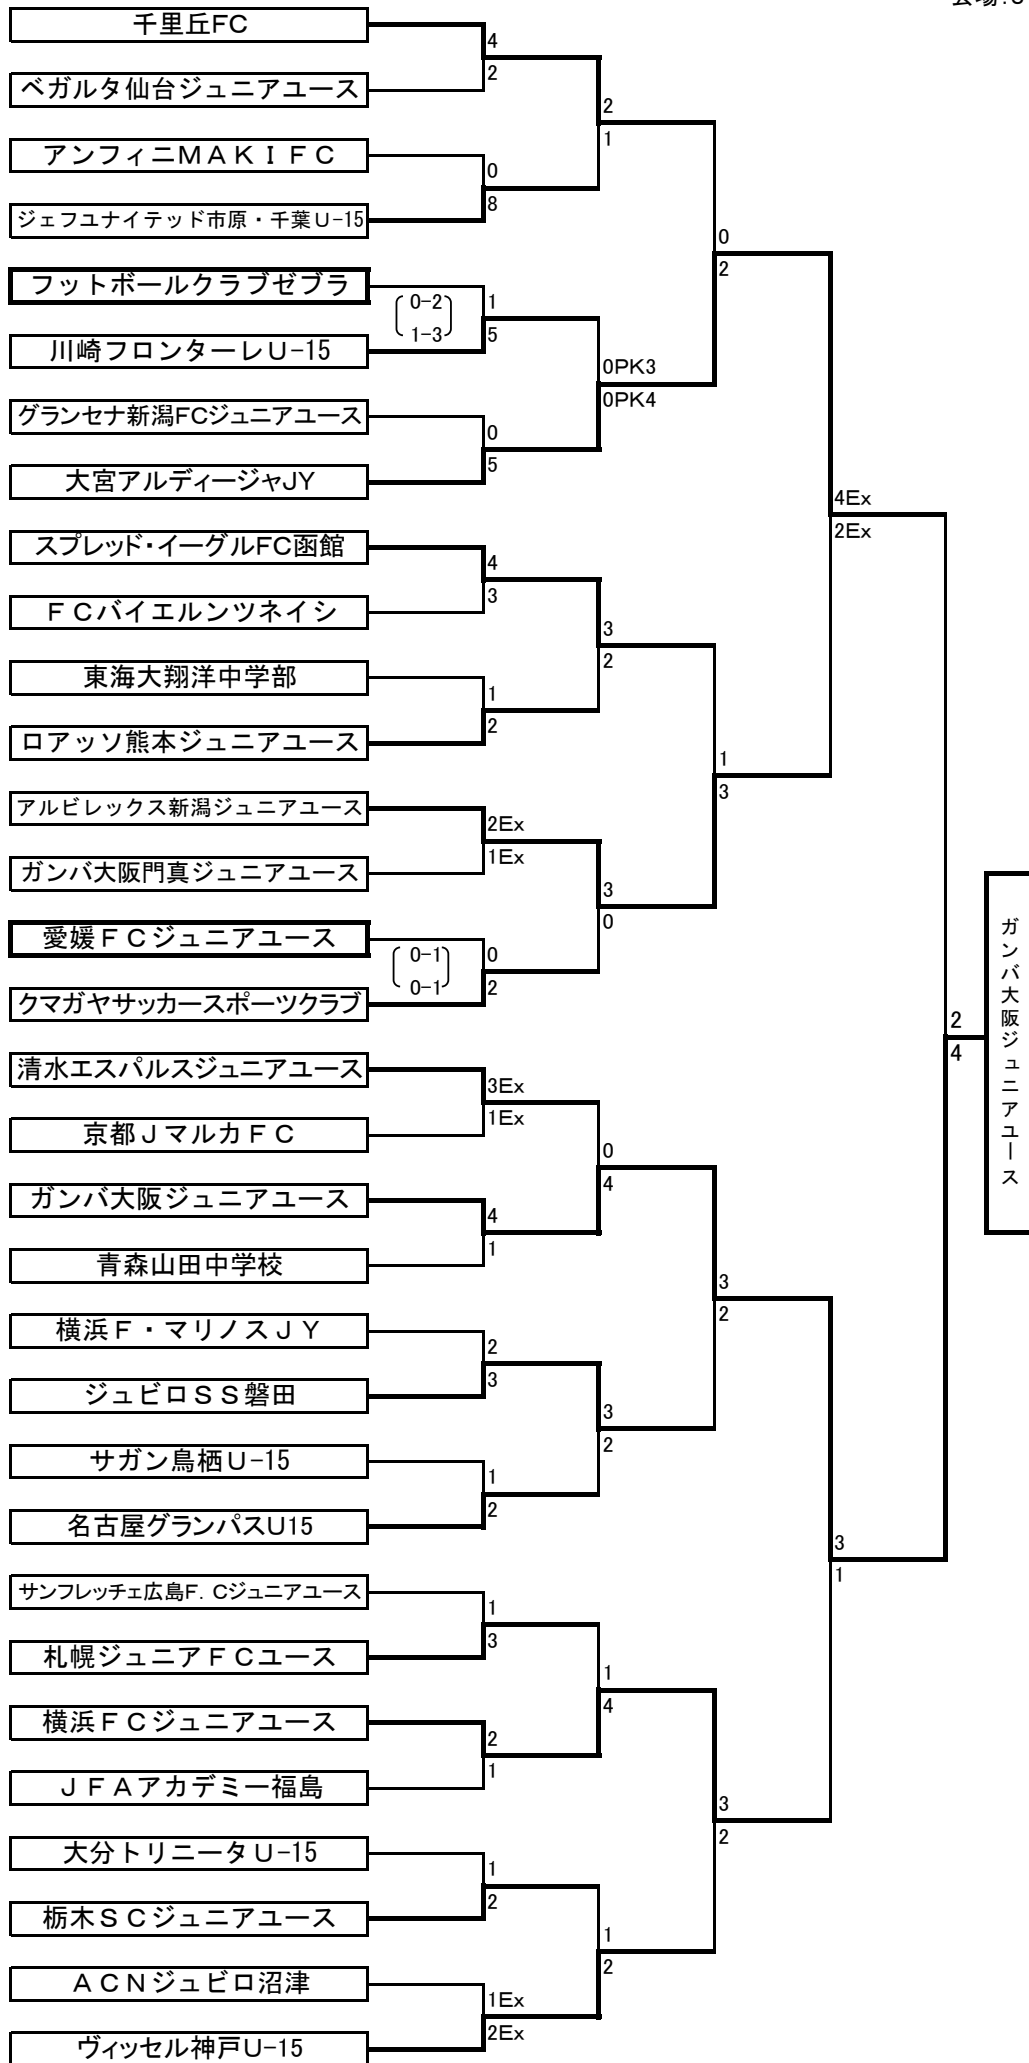 千里丘FC
4
ベガルタ仙台ジュニアユース
2
2
アンフィニＭＡＫＩＦＣ
0
1
ジェフユナイテッド市原・千葉U-15
8
0
2
フットボールクラブゼブラ
0-2
1
川崎フロンターレU-15
1-3
5
0PK3
グランセナ新潟FCジュニアユース
0PK4
0
大宮アルディージャJY
5
4Ex
2Ex
スプレッド・イーグルFC函館
4
ＦＣバイエルンツネイシ
3
3
東海大翔洋中学部
2
1
ロアッソ熊本ジュニアユース
2
1
3
アルビレックス新潟ジュニアユース
2Ex
ガンバ大阪門真ジュニアユース
1Ex
3
愛媛ＦＣジュニアユース
0
0-1
0
クマガヤサッカースポーツクラブ
0-1
2
2
4
ガンバ大阪ジュニアユース
清水エスパルスジュニアユース
3Ex
京都ＪマルカＦＣ
1Ex
0
ガンバ大阪ジュニアユース
4
4
青森山田中学校
1
3
2
横浜Ｆ・マリノスＪＹ
2
ジュビロＳＳ磐田
3
3
サガン鳥栖U-15
2
1
名古屋グランパスU15
2
3
1
サンフレッチェ広島F.Cジュニアユース
1
札幌ジュニアＦＣユース
3
1
横浜ＦＣジュニアユース
4
2
ＪＦＡアカデミー福島
1
3
2
大分トリニータU-15
1
栃木ＳＣジュニアユース
2
1
ＡＣＮジュビロ沼津
2
1Ex
ヴィッセル神戸U-15
2Ex